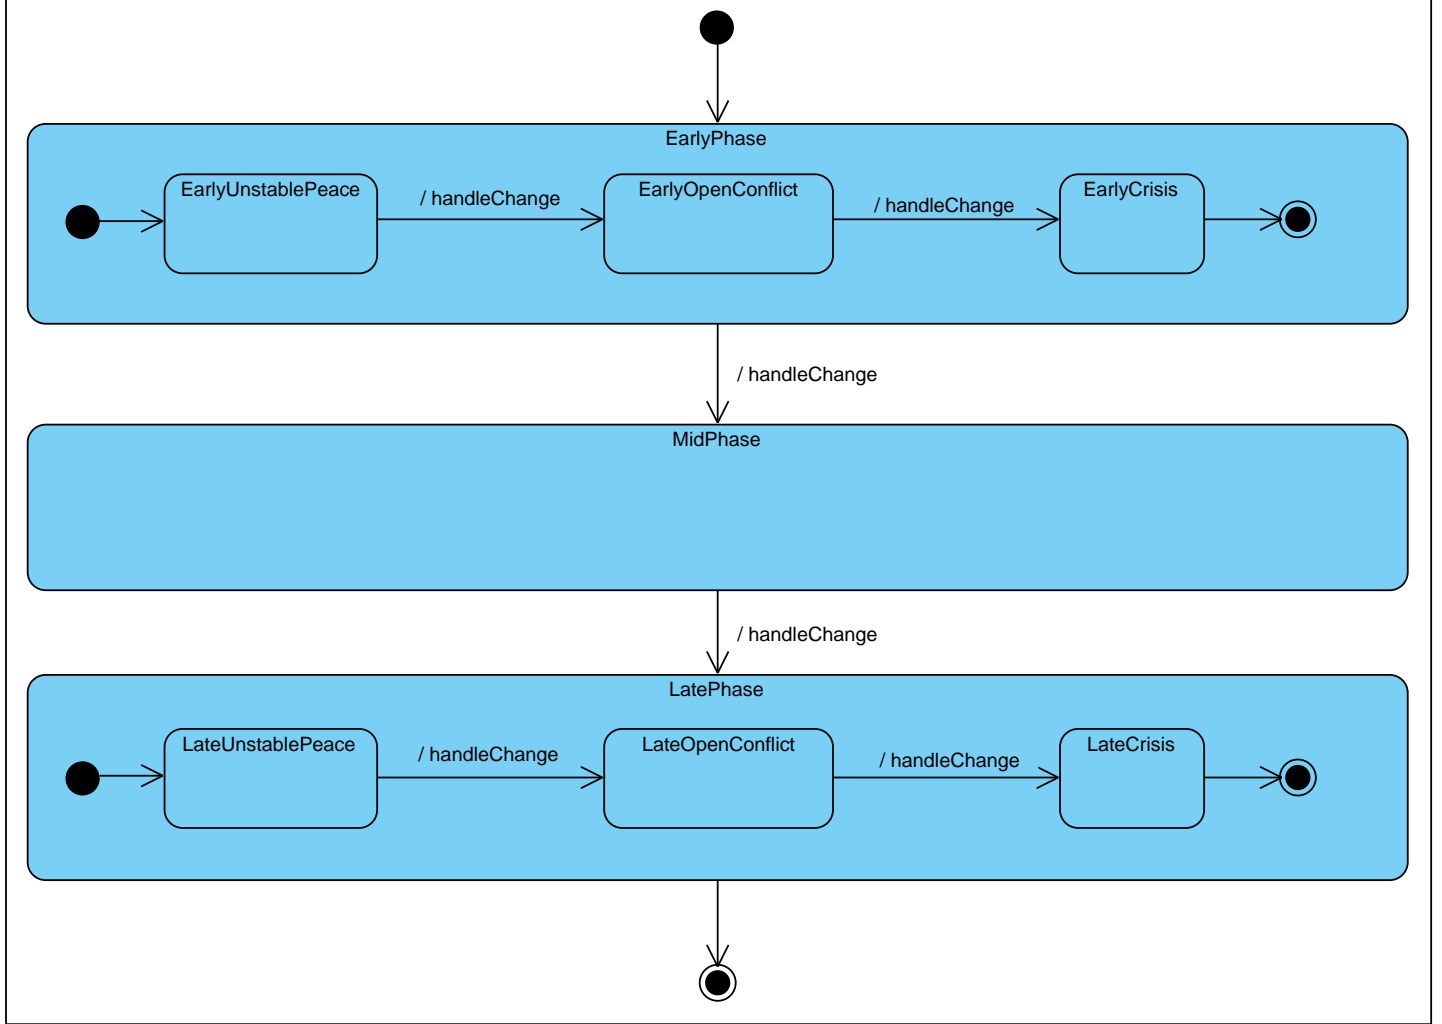 EarlyPhase
EarlyUnstablePeace
/ handleChange
EarlyOpenConflict
/ handleChange
EarlyCrisis
/ handleChange
MidPhase
/ handleChange
LatePhase
LateUnstablePeace
/ handleChange
LateOpenConflict
/ handleChange
LateCrisis